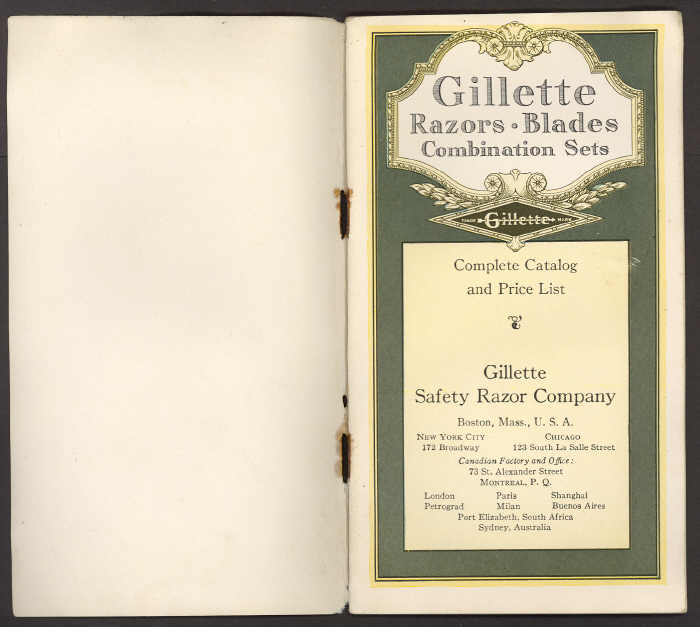 Gillette
Razors • Blades
Combination Sets
TRADE Gillette MARK
Complete Catalog
and Price List
Gillette
Safety Razor Company
Boston, Mass., U. S. A.
New York City Chicago
172 Broadway 123 South La Salle Street
Canadian Factory and Office:
73 St. Alexander Street
Montreal, P. Q.
London Paris Shanghai
Petrograd Milan Buenos Aires
Port Elizabeth, South Africa
Sydney, Australia